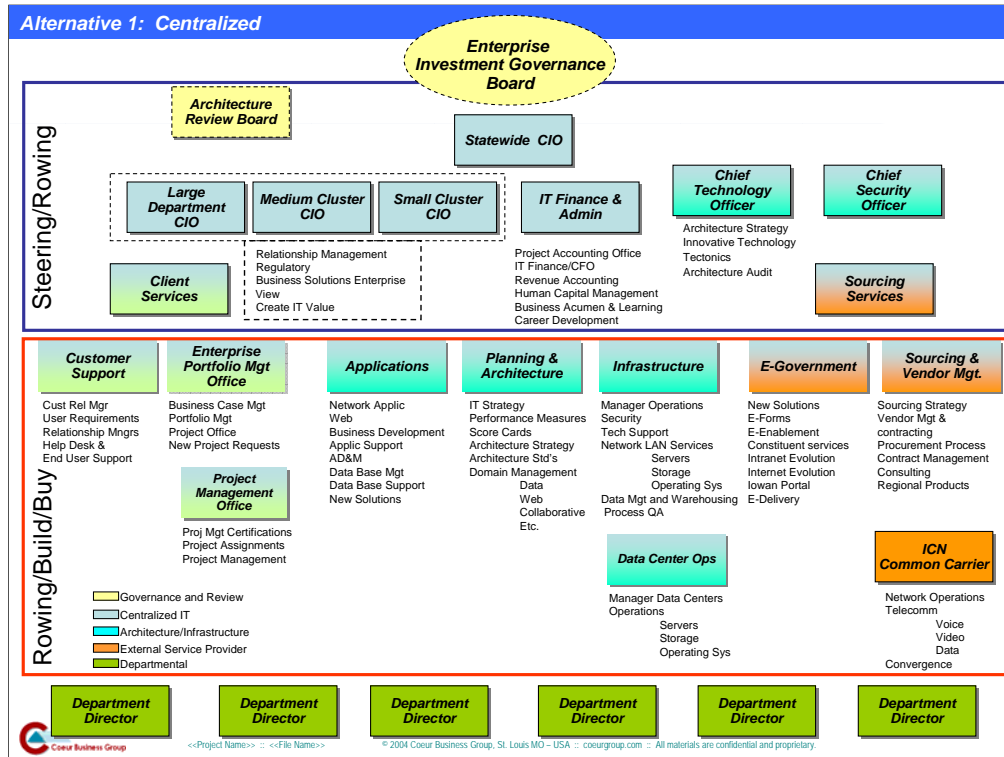 Alternative 1: Centralized
Enterprise
Investment Governance
Board
Steering/Rowing
Architecture
Review Board
Statewide CIO
Large
Department
CIO
Medium Cluster
CIO
Small Cluster
CIO
IT Finance &
Admin
Chief
Technology
Officer
Chief
Security
Officer
Relationship Management
Regulatory
Business Solutions Enterprise
View
Create IT Value
Project Accounting Office
IT Finance/CFO
Revenue Accounting
Human Capital Management
Business Acumen & Learning
Career Development
Architecture Strategy
Innovative Technology
Tectonics
Architecture Audit
Client
Services
Sourcing
Services
Rowing/Build/Buy
Customer
Support
Cust Rel Mgr
User Requirements
Relationship Mngrs
Help Desk &
End User Support
Enterprise
Portfolio Mgt
Office
Business Case Mgt
Portfolio Mgt
Project Office
New Project Requests
Project
Management
Office
Proj Mgt Certifications
Project Assignments
Project Management
Applications
Network Applic
Web
Business Development
Applic Support
AD&M
Data Base Mgt
Data Base Support
New Solutions
Planning &
Architecture
IT Strategy
Performance Measures
Score Cards
Architecture Strategy
Architecture Std's
Domain Management
Data
Web
Collaborative
Etc.
Infrastructure
Manager Operations
Security
Tech Support
Network LAN Services
Servers
Storage
Operating Sys
Data Mgt and Warehousing
Process QA
Data Center Ops
Manager Data Centers
Operations
Servers
Storage
Operating Sys
E-Government
New Solutions
E-Forms
E-Enablement
Constituent services
Intranet Evolution
Internet Evolution
Iowan Portal
E-Delivery
Sourcing &
Vendor Mgt.
Sourcing Strategy
Vendor Mgt &
contracting
Procurement Process
Contract Management
Consulting
Regional Products
ICN
Common Carrier
Network Operations
Telecomm
Voice
Video
Data
Convergence
Governance and Review
Centralized IT
Architecture/Infrastructure
External Service Provider
Departmental
Department
Director
Department
Director
Department
Director
Department
Director
Department
Director
Department
Director
Coeur Business Group
<<Project Name>> :: <<File Name>>
© 2004 Coeur Business Group, St. Louis MO – USA :: coeurgroup.com :: All materials are confidential and proprietary.